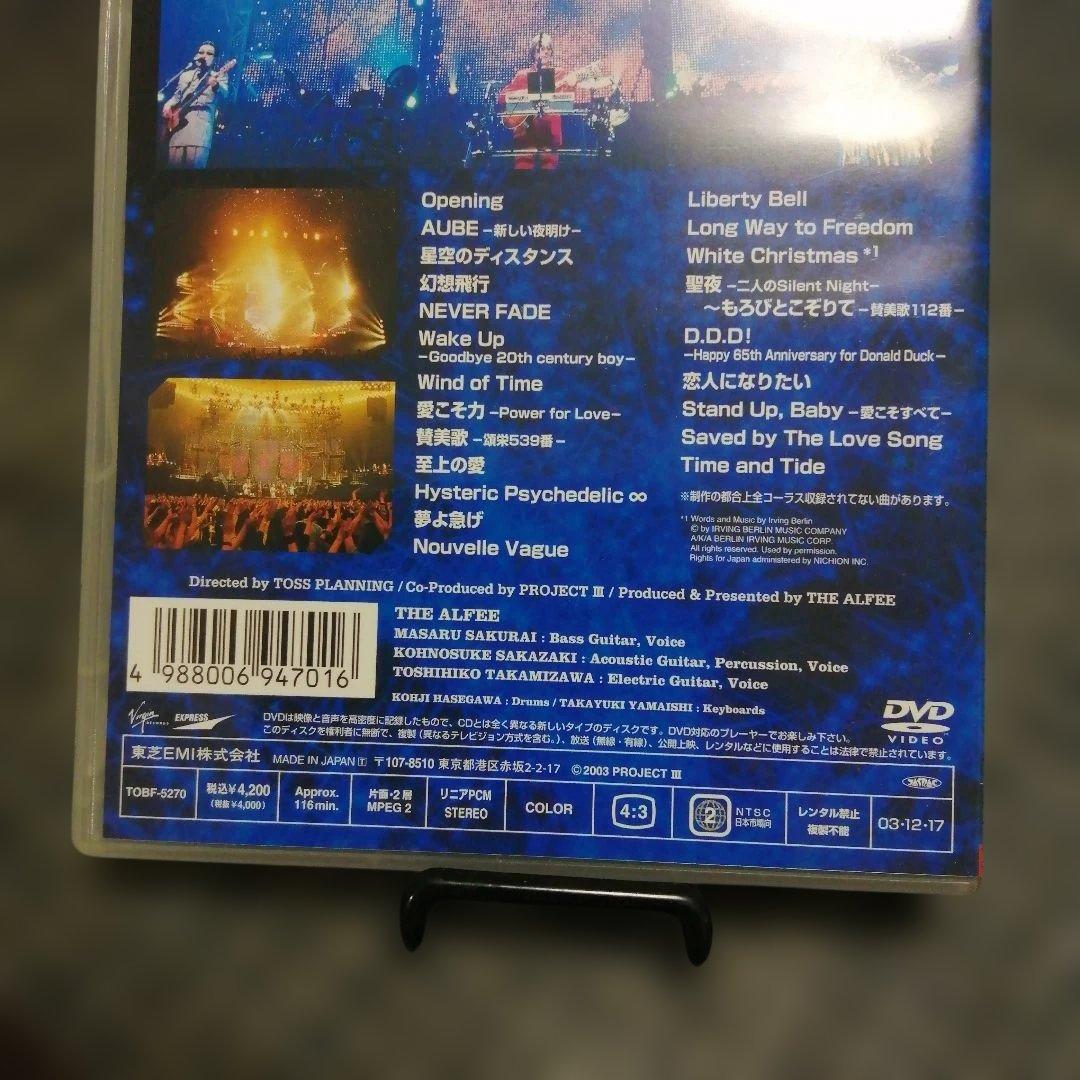 Opening
AUBE −新しい夜明け−
星空のディスタンス
幻想飛行
NEVER FADE
Wake Up
−Goodbye 20th century boy−
Wind of Time
愛こそ力 −Power for Love−
賛美歌 −頌栄539番−
至上の愛
Hysteric Psychedelic ∞
夢よ急げ
Nouvelle Vague
Liberty Bell
Long Way to Freedom
White Christmas *1
聖夜 −二人のSilent Night−
〜もろびとこぞりて −賛美歌112番−
D.D.D!
−Happy 65th Anniversary for Donald Duck−
恋人になりたい
Stand Up, Baby −愛こそすべて−
Saved by The Love Song
Time and Tide
※制作の都合上全コーラス収録されてない曲があります。
*1 Words and Music by Irving Berlin
© by IRVING BERLIN MUSIC COMPANY
A/K/A BERLIN IRVING MUSIC CORP.
All rights reserved. Used by permission.
Rights for Japan administered by NICHION INC.
Directed by TOSS PLANNING / Co-Produced by PROJECT III / Produced & Presented by THE ALFEE
THE ALFEE
MASARU SAKURAI : Bass Guitar, Voice
KOHNOSUKE SAKAZAKI : Acoustic Guitar, Percussion, Voice
TOSHIHIKO TAKAMIZAWA : Electric Guitar, Voice
KOHJI HASEGAWA : Drums / TAKAYUKI YAMAISHI : Keyboards
4 988006 947016
Virgin RECORDS EXPRESS
DVDは映像と音声を高密度に記録したもので、CDとは全く異なる新しいタイプのディスクです。DVD対応のプレーヤーでお楽しみ下さい。
このディスクを権利者に無断で、複製(異なるテレビジョン方式を含む。)、放送(無線・有線)、公開上映、レンタルなどに使用することは法律で禁止されています。
DVD
VIDEO
東芝EMI株式会社 MADE IN JAPAN T 〒107-8510 東京都港区赤坂2-2-17 ©2003 PROJECT III
JASRAC
TOBF-5270
税込¥4,200
(税抜¥4,000)
Approx.
116min.
片面・2層
MPEG 2
リニアPCM
STEREO
COLOR
4:3
2
NTSC
日本市場向
レンタル禁止
複製不能
03・12・17